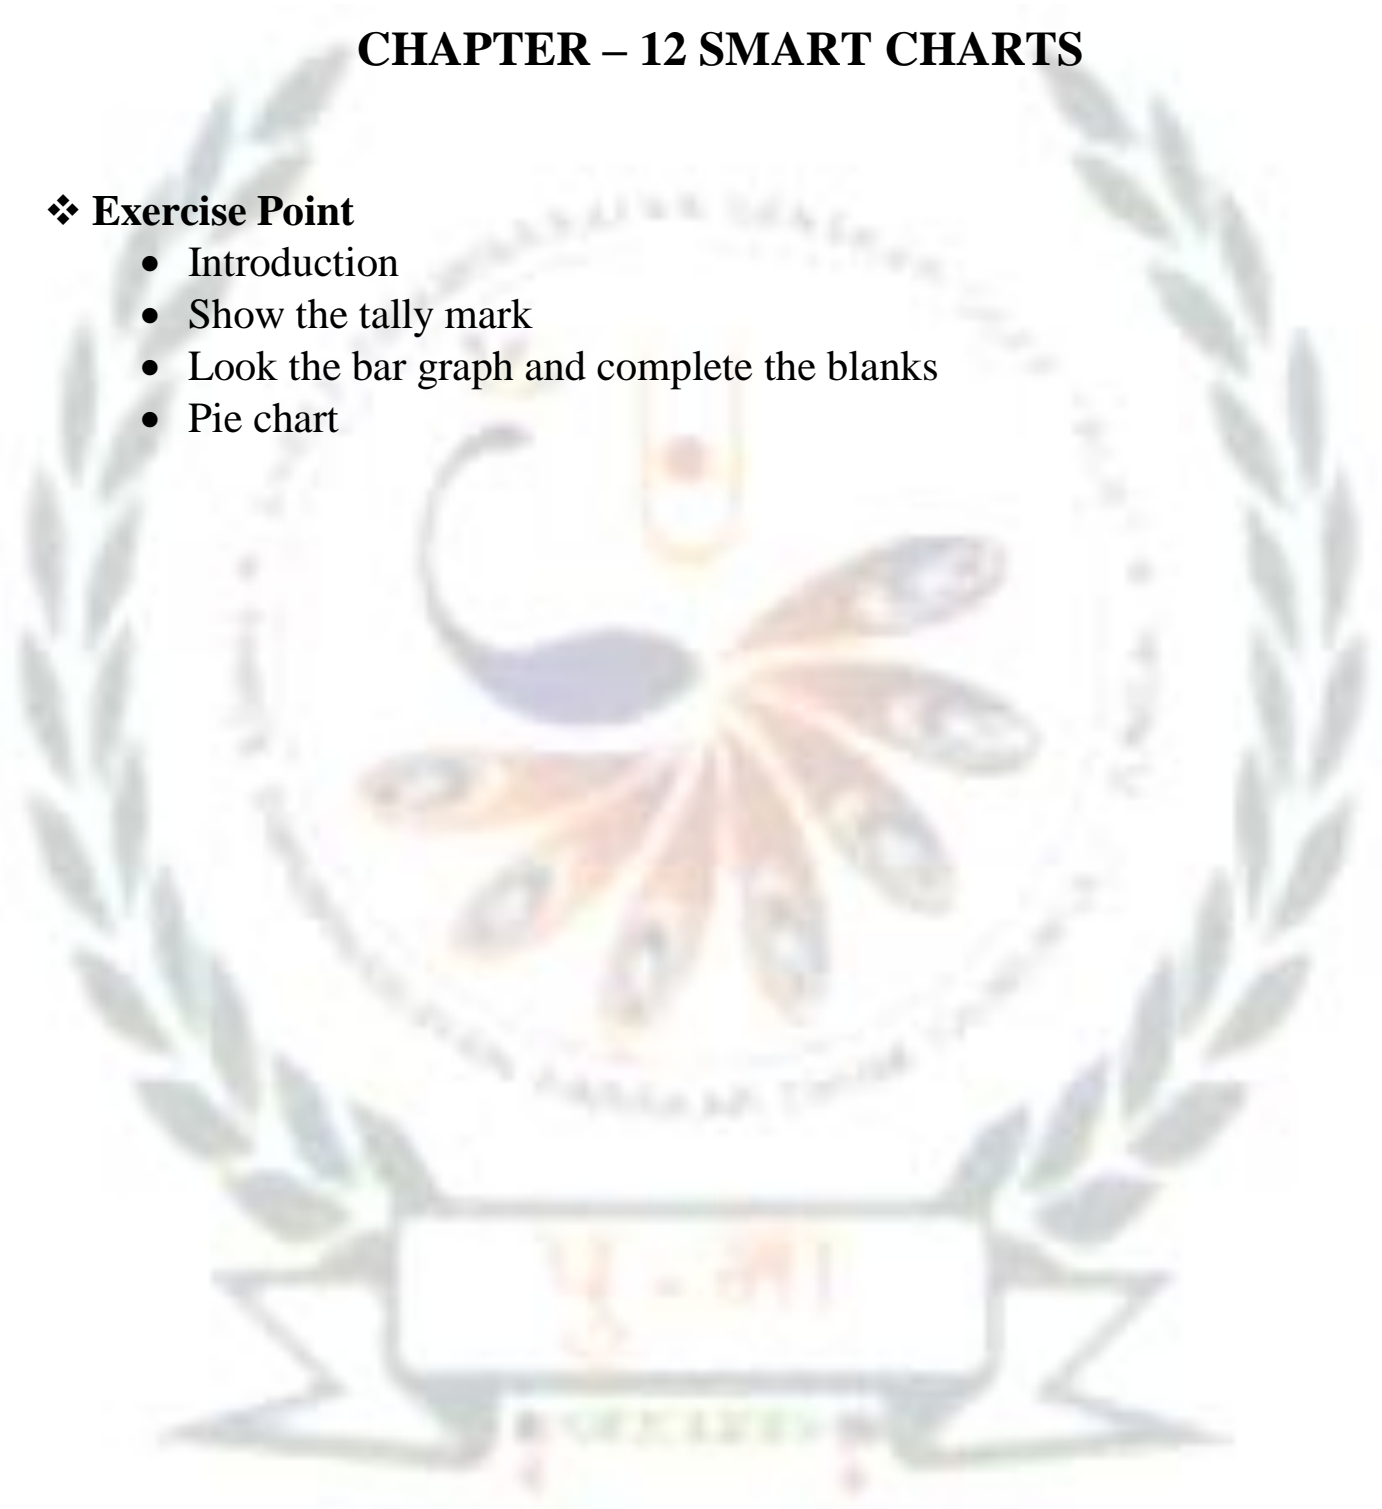 CHAPTER – 12 SMART CHARTS
❖ Exercise Point
• Introduction
• Show the tally mark
• Look the bar graph and complete the blanks
• Pie chart